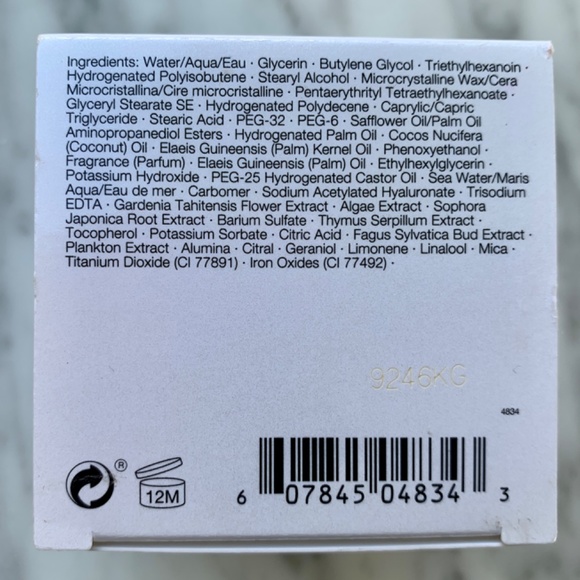 Ingredients: Water/Aqua/Eau · Glycerin · Butylene Glycol · Triethylhexanoin ·
Hydrogenated Polyisobutene · Stearyl Alcohol · Microcrystalline Wax/Cera
Microcristallina/Cire microcristalline · Pentaerythrityl Tetraethylhexanoate ·
Glyceryl Stearate SE · Hydrogenated Polydecene · Caprylic/Capric
Triglyceride · Stearic Acid · PEG-32 · PEG-6 · Safflower Oil/Palm Oil
Aminopropanediol Esters · Hydrogenated Palm Oil · Cocos Nucifera
(Coconut) Oil · Elaeis Guineensis (Palm) Kernel Oil · Phenoxyethanol ·
Fragrance (Parfum) · Elaeis Guineensis (Palm) Oil · Ethylhexylglycerin ·
Potassium Hydroxide · PEG-25 Hydrogenated Castor Oil · Sea Water/Maris
Aqua/Eau de mer · Carbomer · Sodium Acetylated Hyaluronate · Trisodium
EDTA · Gardenia Tahitensis Flower Extract · Algae Extract · Sophora
Japonica Root Extract · Barium Sulfate · Thymus Serpillum Extract ·
Tocopherol · Potassium Sorbate · Citric Acid · Fagus Sylvatica Bud Extract ·
Plankton Extract · Alumina · Citral · Geraniol · Limonene · Linalool · Mica ·
Titanium Dioxide (CI 77891) · Iron Oxides (CI 77492) ·
9246KG
4834
® 12M
6 07845 04834 3